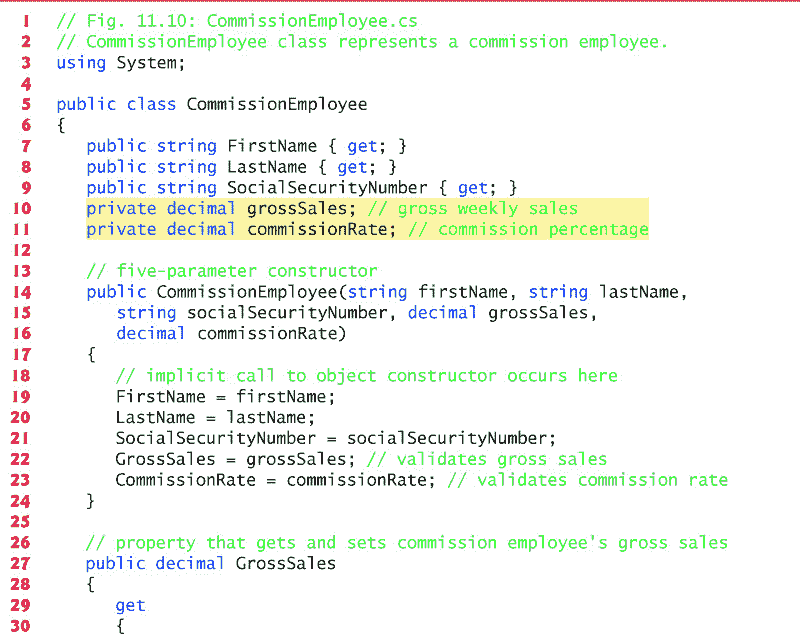 1 // Fig. 11.10: CommissionEmployee.cs
2 // CommissionEmployee class represents a commission employee.
3 using System;
4
5 public class CommissionEmployee
6 {
7    public string FirstName { get; }
8    public string LastName { get; }
9    public string SocialSecurityNumber { get; }
10    private decimal grossSales; // gross weekly sales
11    private decimal commissionRate; // commission percentage
12
13    // five-parameter constructor
14    public CommissionEmployee(string firstName, string lastName,
15       string socialSecurityNumber, decimal grossSales,
16       decimal commissionRate)
17    {
18       // implicit call to object constructor occurs here
19       FirstName = firstName;
20       LastName = lastName;
21       SocialSecurityNumber = socialSecurityNumber;
22       GrossSales = grossSales; // validates gross sales
23       CommissionRate = commissionRate; // validates commission rate
24    }
25
26    // property that gets and sets commission employee's gross sales
27    public decimal GrossSales
28    {
29       get
30       {